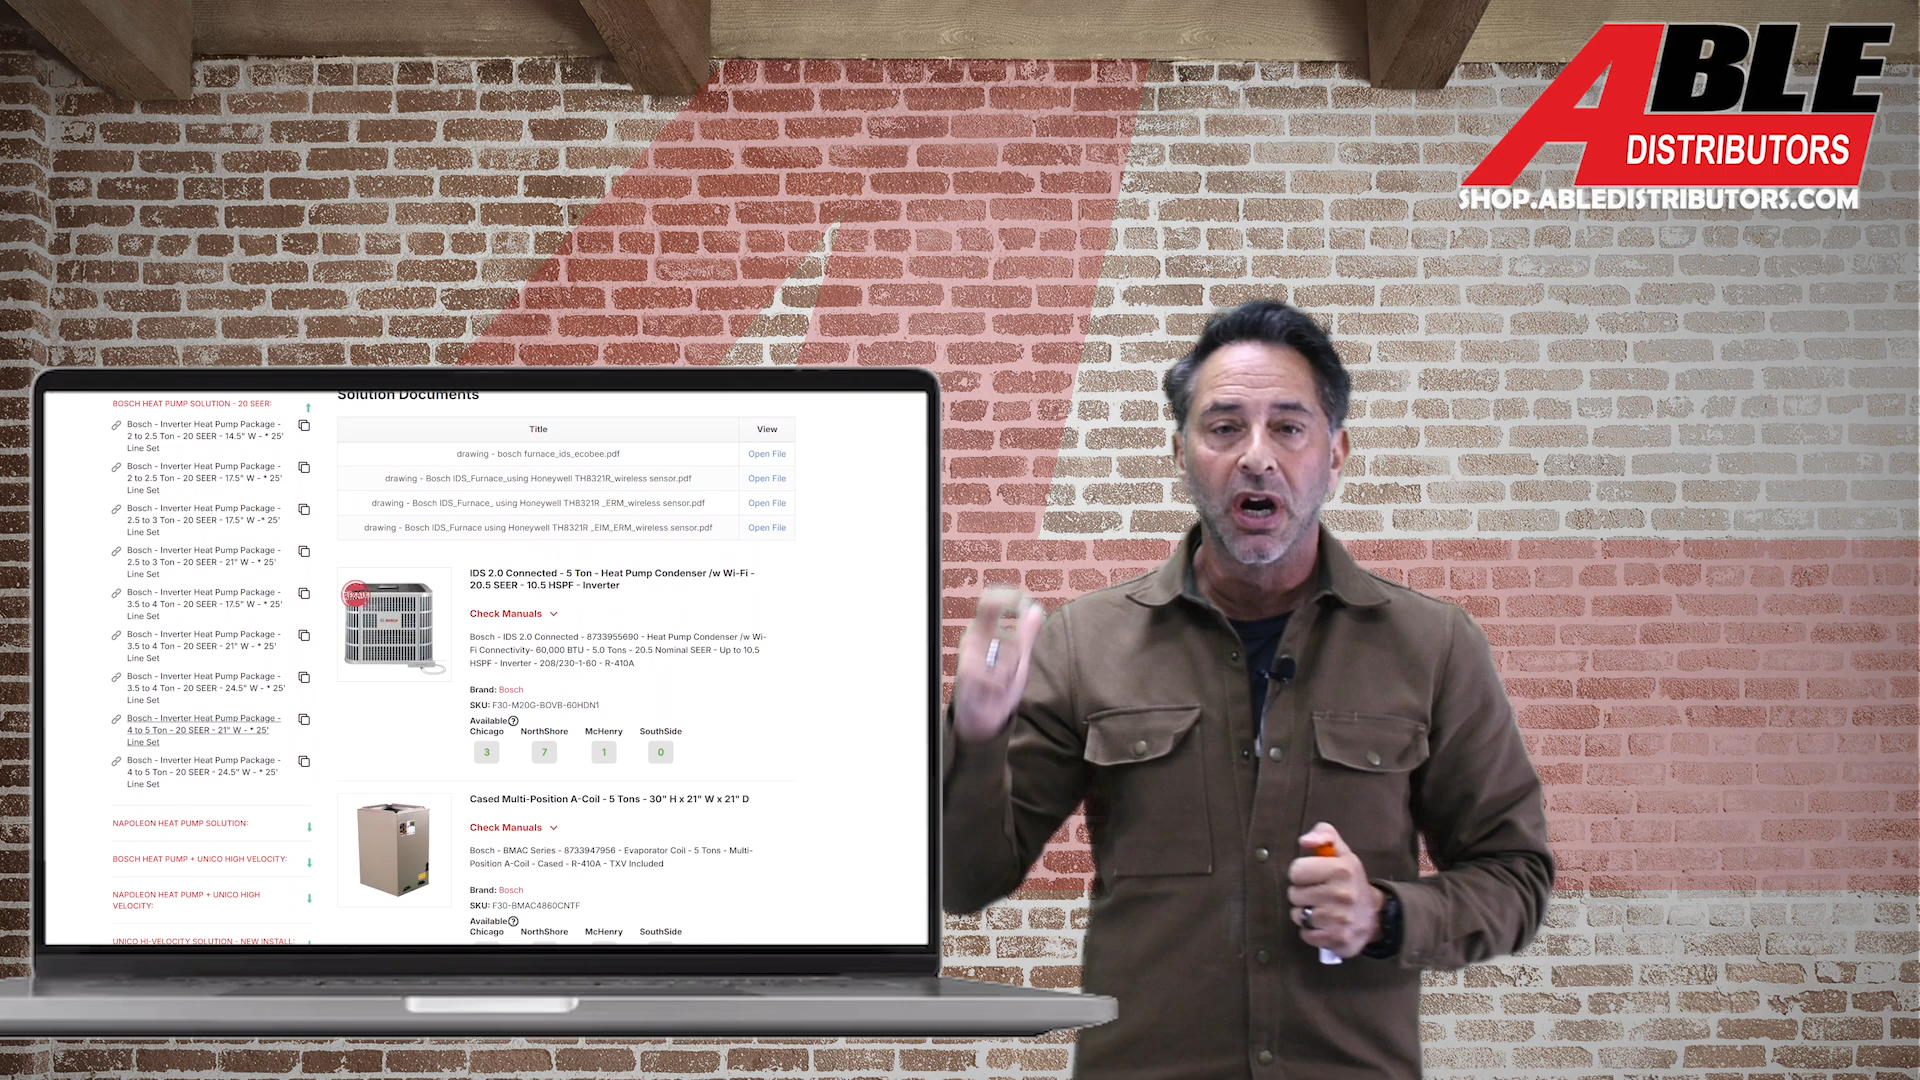 ABLE
DISTRIBUTORS
SHOP.ABLEDISTRIBUTORS.COM
BOSCH HEAT PUMP SOLUTION - 20 SEER:
Bosch - Inverter Heat Pump Package -
2 to 2.5 Ton - 20 SEER - 14.5" W - * 25'
Line Set
Bosch - Inverter Heat Pump Package -
2 to 2.5 Ton - 20 SEER - 17.5" W - * 25'
Line Set
Bosch - Inverter Heat Pump Package -
2.5 to 3 Ton - 20 SEER - 17.5" W -* 25'
Line Set
Bosch - Inverter Heat Pump Package -
2.5 to 3 Ton - 20 SEER - 21" W - * 25'
Line Set
Bosch - Inverter Heat Pump Package -
3.5 to 4 Ton - 20 SEER - 17.5" W - * 25'
Line Set
Bosch - Inverter Heat Pump Package -
3.5 to 4 Ton - 20 SEER - 21" W - * 25'
Line Set
Bosch - Inverter Heat Pump Package -
3.5 to 4 Ton - 20 SEER - 24.5" W - * 25'
Line Set
Bosch - Inverter Heat Pump Package -
4 to 5 Ton - 20 SEER - 21" W - * 25'
Line Set
Bosch - Inverter Heat Pump Package -
4 to 5 Ton - 20 SEER - 24.5" W - * 25'
Line Set
NAPOLEON HEAT PUMP SOLUTION:
BOSCH HEAT PUMP + UNICO HIGH VELOCITY:
NAPOLEON HEAT PUMP + UNICO HIGH
VELOCITY:
UNICO HI-VELOCITY SOLUTION - NEW INSTALL:
Solution Documents
Title View
drawing - bosch furnace_ids_ecobee.pdf Open File
drawing - Bosch IDS_Furnace_using Honeywell TH8321R_wireless sensor.pdf Open File
drawing - Bosch IDS_Furnace_ using Honeywell TH8321R _ERM_wireless sensor.pdf Open File
drawing - Bosch IDS_Furnace using Honeywell TH8321R _EIM_ERM_wireless sensor.pdf Open File
IDS 2.0 Connected - 5 Ton - Heat Pump Condenser /w Wi-Fi -
20.5 SEER - 10.5 HSPF - Inverter
Check Manuals
Bosch - IDS 2.0 Connected - 8733955690 - Heat Pump Condenser /w Wi-
Fi Connectivity- 60,000 BTU - 5.0 Tons - 20.5 Nominal SEER - Up to 10.5
HSPF - Inverter - 208/230-1-60 - R-410A
Brand: Bosch
SKU: F30-M20G-BOVB-60HDN1
Available
Chicago NorthShore McHenry SouthSide
3 7 1 0
Cased Multi-Position A-Coil - 5 Tons - 30" H x 21" W x 21" D
Check Manuals
Bosch - BMAC Series - 8733947956 - Evaporator Coil - 5 Tons - Multi-
Position A-Coil - Cased - R-410A - TXV Included
Brand: Bosch
SKU: F30-BMAC4860CNTF
Available
Chicago NorthShore McHenry SouthSide